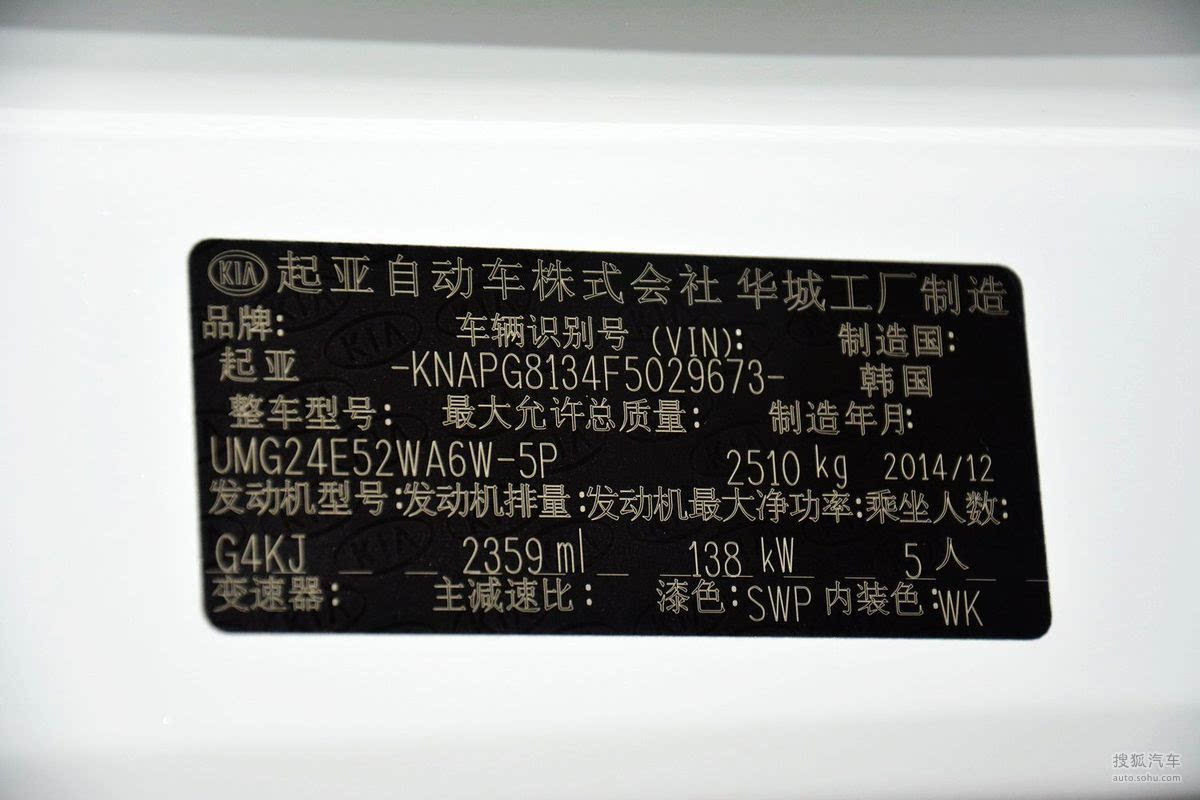 KIA 起亚自动车株式会社 华城工厂制造
品牌: 车辆识别号 (VIN): 制造国:
起亚 -KNAPG8134F5029673- 韩国
整车型号: 最大允许总质量: 制造年月:
UMG24E52WA6W-5P 2510 kg 2014/12
发动机型号:发动机排量:发动机最大净功率:乘坐人数:
G4KJ 2359 ml 138 kW 5 人
变速器: 主减速比: 漆色:SWP 内装色:WK
搜狐汽车
auto.sohu.com